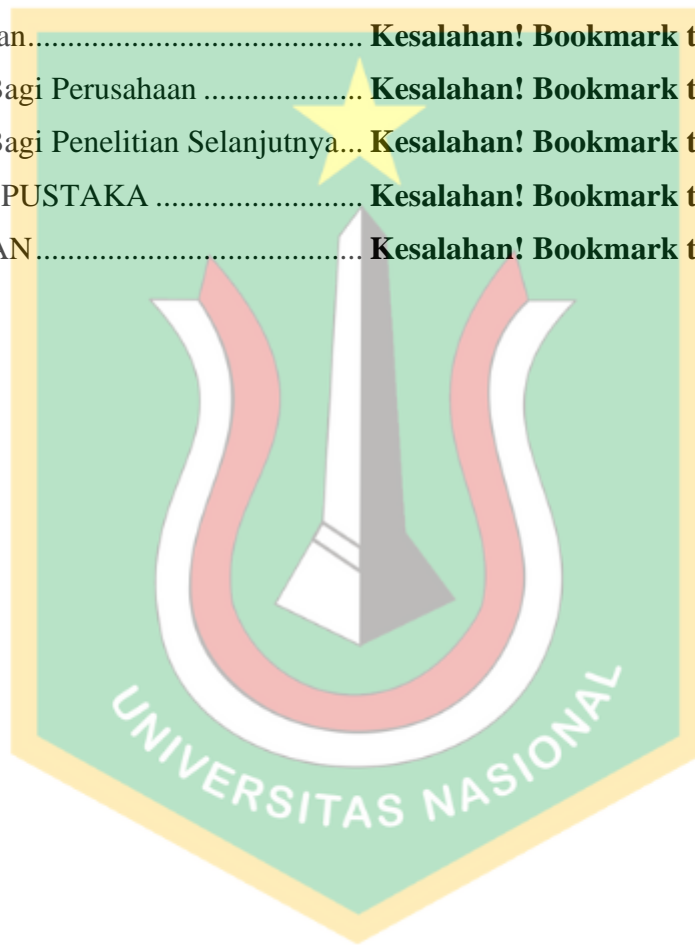 an.................................... Kesalahan! Bookmark t
Bagi Perusahaan .................... Kesalahan! Bookmark t
Bagi Penelitian Selanjutnya... Kesalahan! Bookmark t
PUSTAKA .......................... Kesalahan! Bookmark t
AN.................................... Kesalahan! Bookmark t
UNIVERSITAS NASIONAL